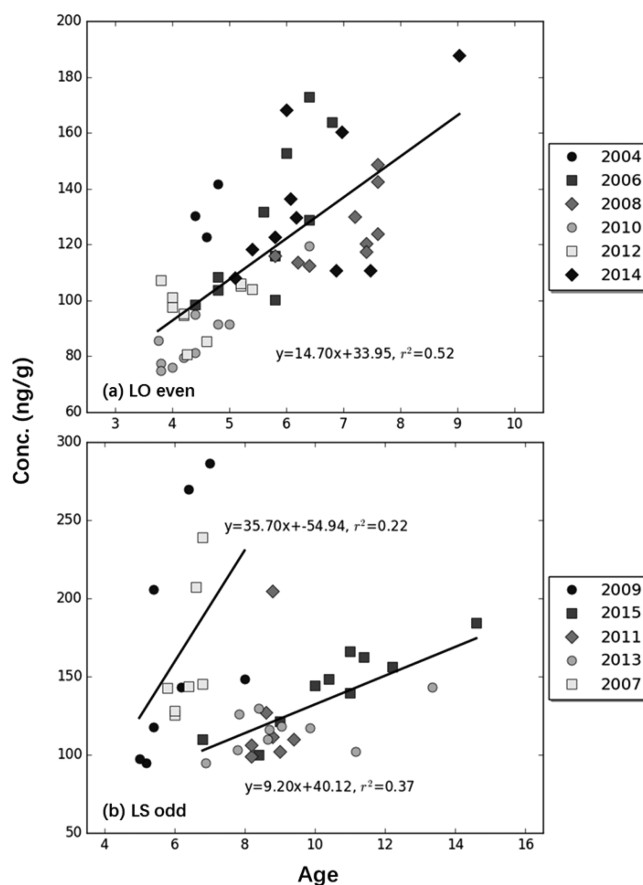 200
180
160
140
120
100
80
60
3 4 5 6 7 8 9 10
y=14.70x+33.95, r²=0.52
(a) LO even
2004
2006
2008
2010
2012
2014
Conc. (ng/g)
300
250
200
150
100
50
4 6 8 10 12 14 16
y=35.70x+-54.94, r²=0.22
y=9.20x+40.12, r²=0.37
(b) LS odd
2009
2015
2011
2013
2007
Age